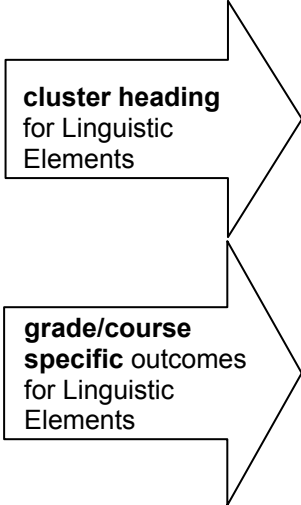 cluster heading
for Linguistic
Elements
grade/course
specific outcomes
for Linguistic
Elements